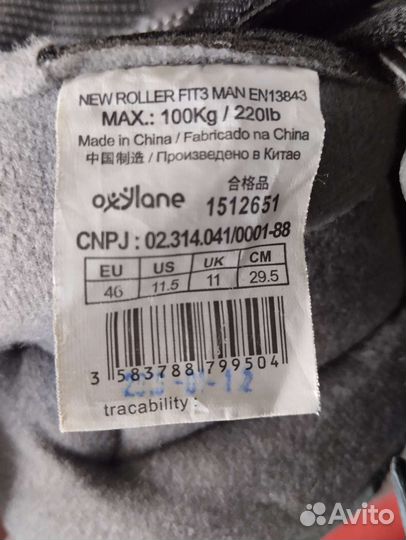 NEW ROLLER FIT3 MAN EN13843
MAX.: 100Kg / 220lb
Made in China / Fabricado na China
中国制造 / Произведено в Китае
oxylane
合格品
1512651
CNPJ : 02.314.041/0001-88
EU US UK CM
46 11.5 11 29.5
3 583788 799504
tracability :
Avito